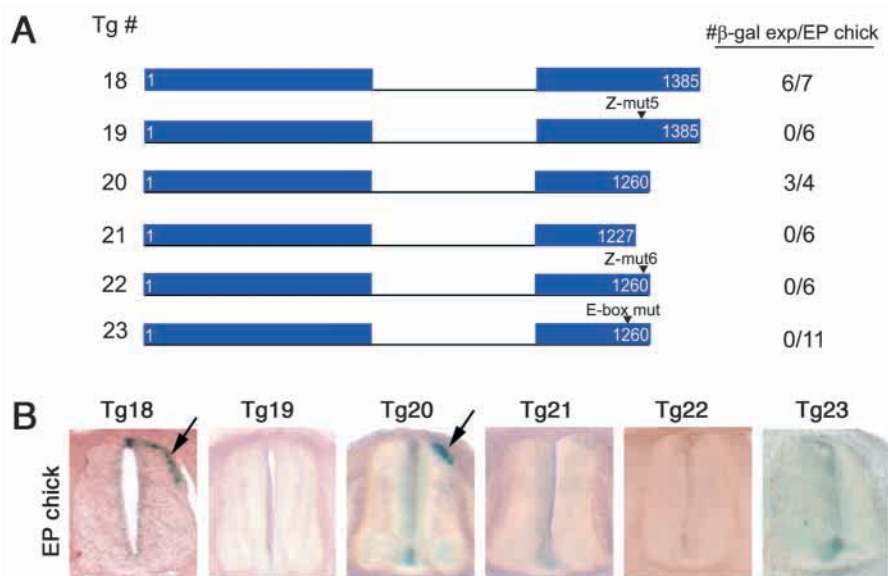 A
Tg #
#β-gal exp/EP chick
18
1
1385
6/7
Z-mut5
19
1
1385
0/6
20
1
1260
3/4
21
1
1227
0/6
Z-mut6
22
1
1260
0/6
E-box mut
23
1
1260
0/11
B
Tg18
Tg19
Tg20
Tg21
Tg22
Tg23
EP chick